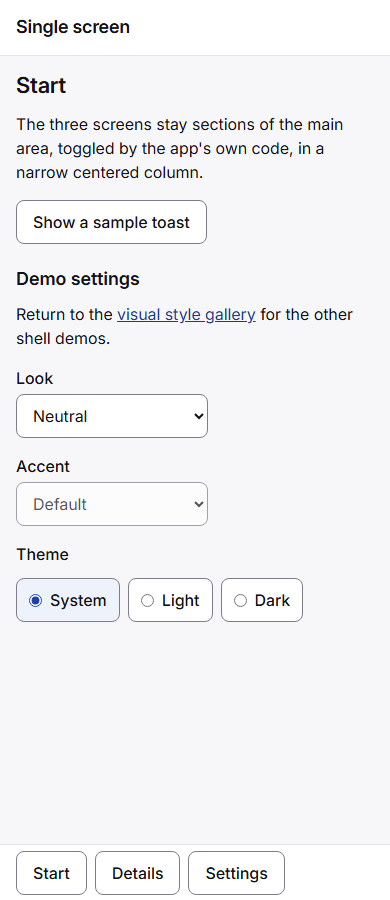 Single screen
Start
The three screens stay sections of the main
area, toggled by the app's own code, in a
narrow centered column.
Show a sample toast
Demo settings
Return to the visual style gallery for the other
shell demos.
Look
Neutral
Accent
Default
Theme
System Light Dark
Start Details Settings